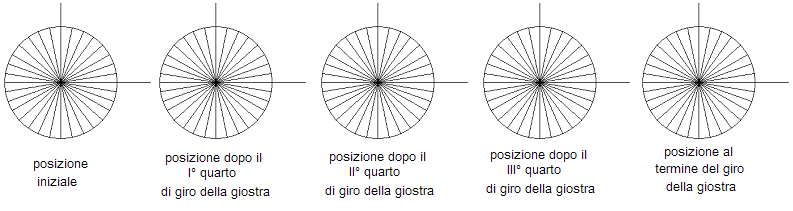 posizione
iniziale
posizione dopo il
I° quarto
di giro della giostra
posizione dopo il
II° quarto
di giro della giostra
posizione dopo il
III° quarto
di giro della giostra
posizione al
termine del giro
della giostra